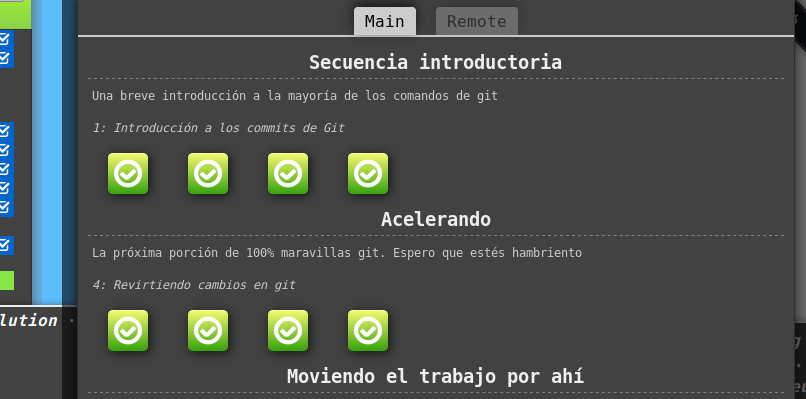 Main
Remote
Secuencia introductoria
Una breve introducción a la mayoría de los comandos de git
1: Introducción a los commits de Git
Acelerando
La próxima porción de 100% maravillas git. Espero que estés hambriento
4: Revirtiendo cambios en git
lution
Moviendo el trabajo por ahí